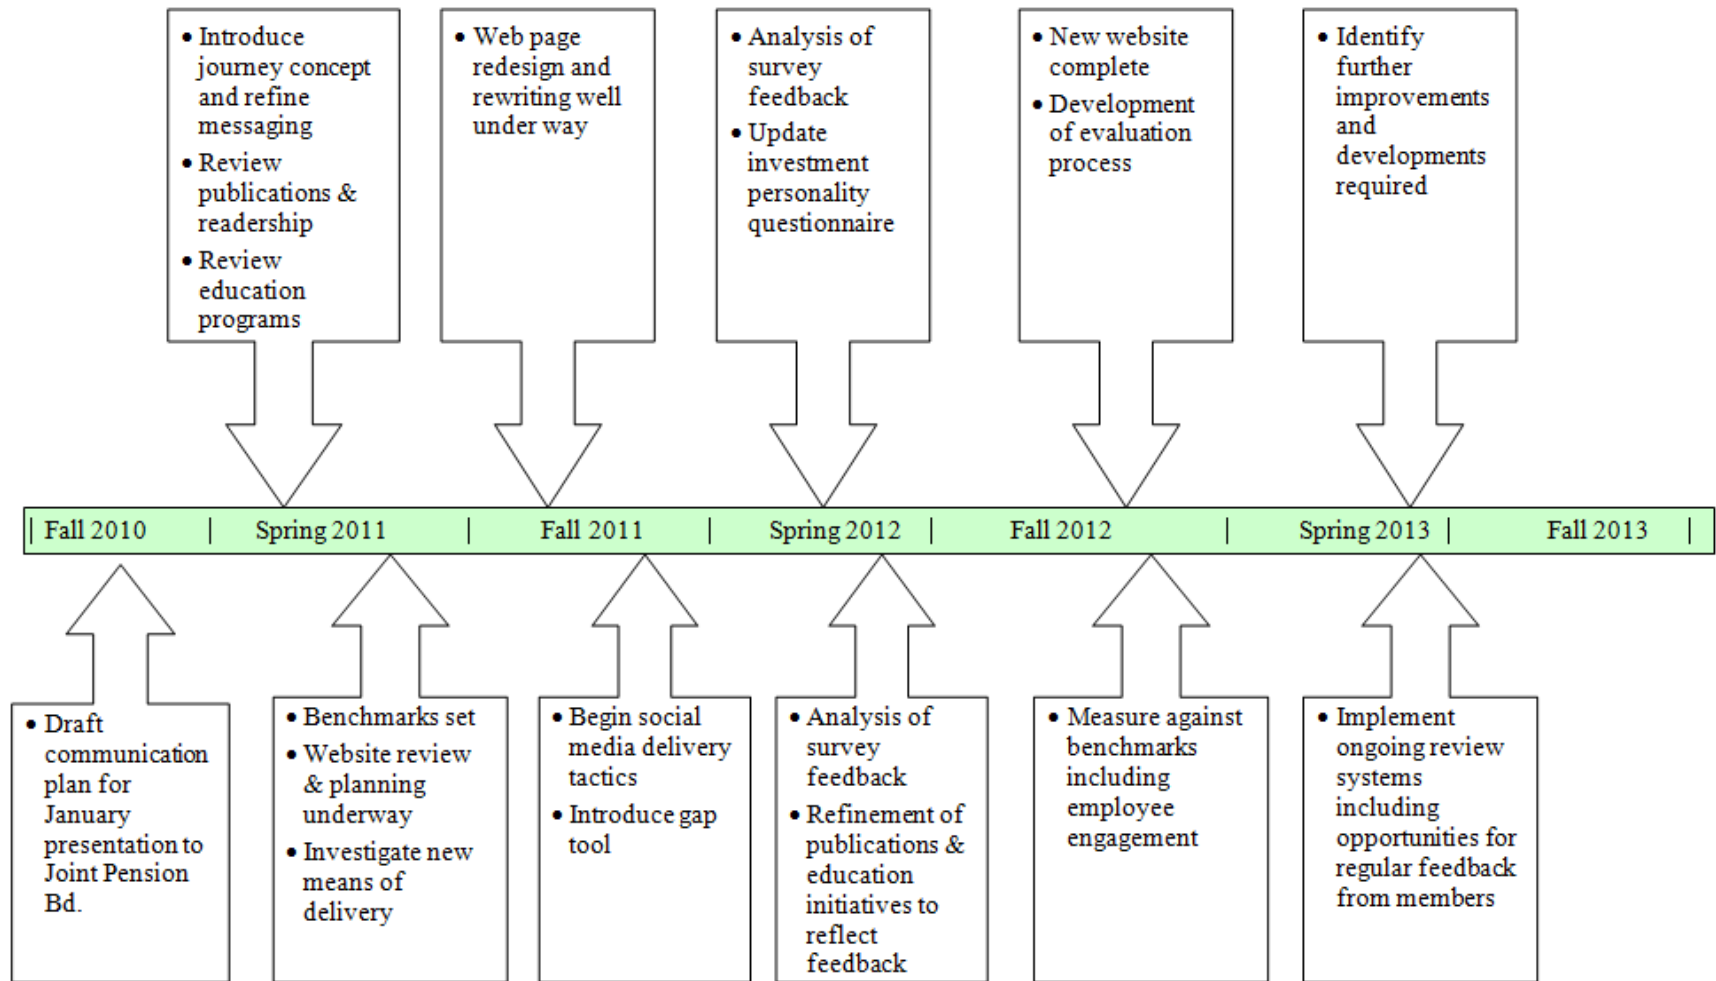 • Introduce
journey concept
and refine
messaging
• Review
publications &
readership
• Review
education
programs
• Web page
redesign and
rewriting well
under way
• Analysis of
survey
feedback
• Update
investment
personality
questionnaire
• New website
complete
• Development
of evaluation
process
• Identify
further
improvements
and
developments
required
| Fall 2010 | Spring 2011 | Fall 2011 | Spring 2012 | Fall 2012 | Spring 2013 | Fall 2013 |
• Draft
communication
plan for
January
presentation to
Joint Pension
Bd.
• Benchmarks set
• Website review
& planning
underway
• Investigate new
means of
delivery
• Begin social
media delivery
tactics
• Introduce gap
tool
• Analysis of
survey
feedback
• Refinement of
publications &
education
initiatives to
reflect
feedback
• Measure against
benchmarks
including
employee
engagement
• Implement
ongoing review
systems
including
opportunities for
regular feedback
from members